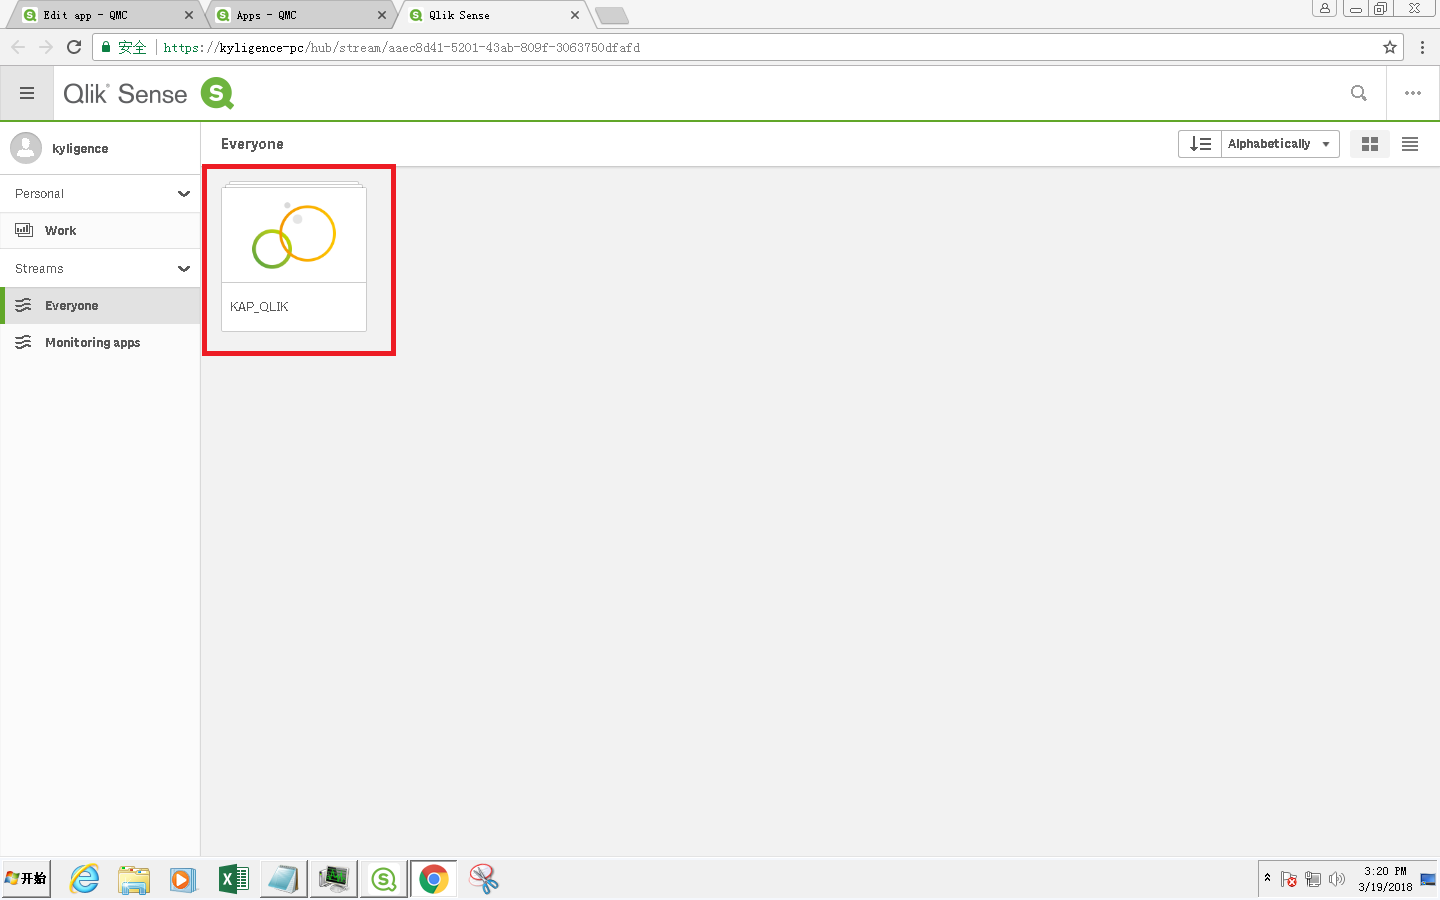 Edit app - QMC
Apps - QMC
Qlik Sense
安全 https://kyligence-pc/hub/stream/aaec8d41-5201-43ab-809f-3063750dfafd
Qlik Sense S
kyligence
Everyone
Alphabetically
Personal
Work
Streams
Everyone
Monitoring apps
KAP_QLIK
开始
3:20 PM
3/19/2018